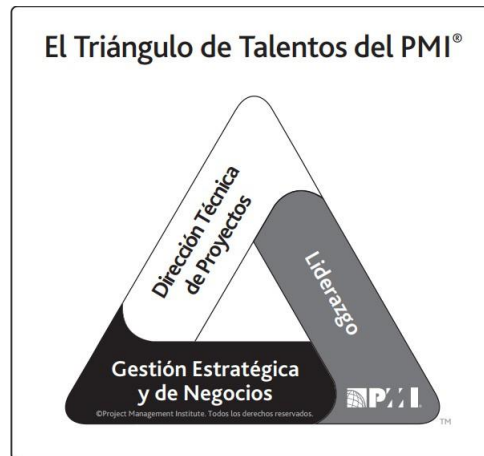 El Triángulo de Talentos del PMI®
Dirección Técnica
de Proyectos
Liderazgo
Gestión Estratégica
y de Negocios
©Project Management Institute. Todos los derechos reservados.
PMI
TM